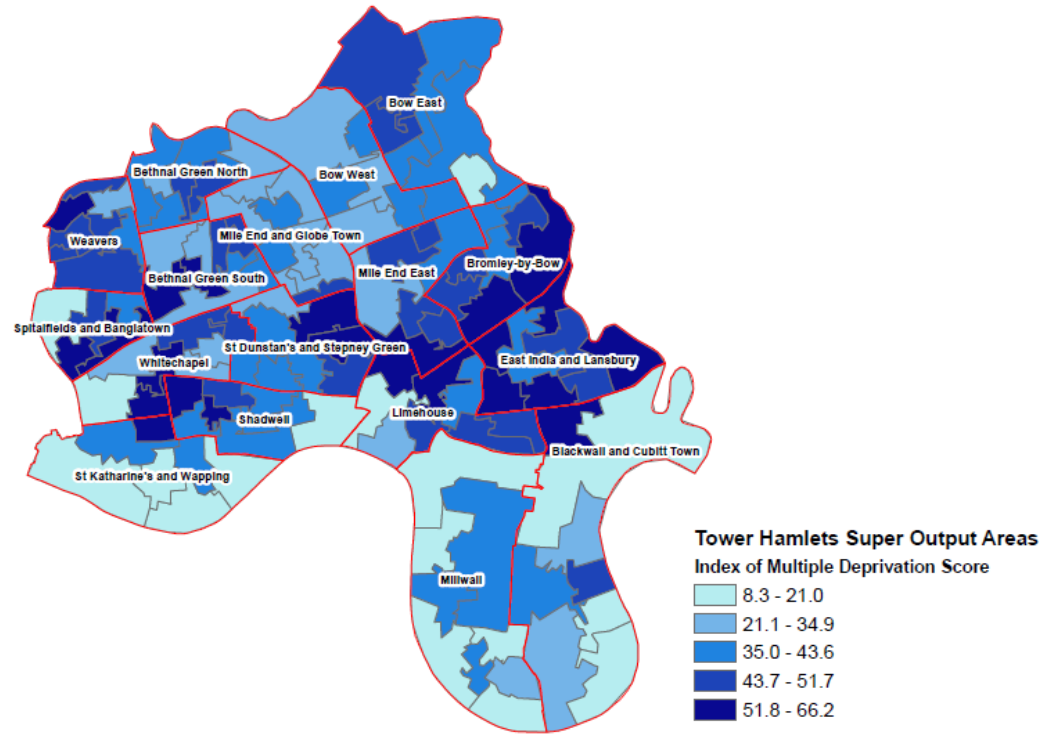 Bow East
Bethnal Green North
Bow West
Weavers
Mile End and Globe Town
Bromley-by-Bow
Mile End East
Bethnal Green South
Spitalfields and Banglatown
St Dunstan's and Stepney Green
Whitechapel
East India and Lansbury
Limehouse
Shadwell
Blackwall and Cubitt Town
St Katharine's and Wapping
Millwall
Tower Hamlets Super Output Areas
Index of Multiple Deprivation Score
8.3 - 21.0
21.1 - 34.9
35.0 - 43.6
43.7 - 51.7
51.8 - 66.2